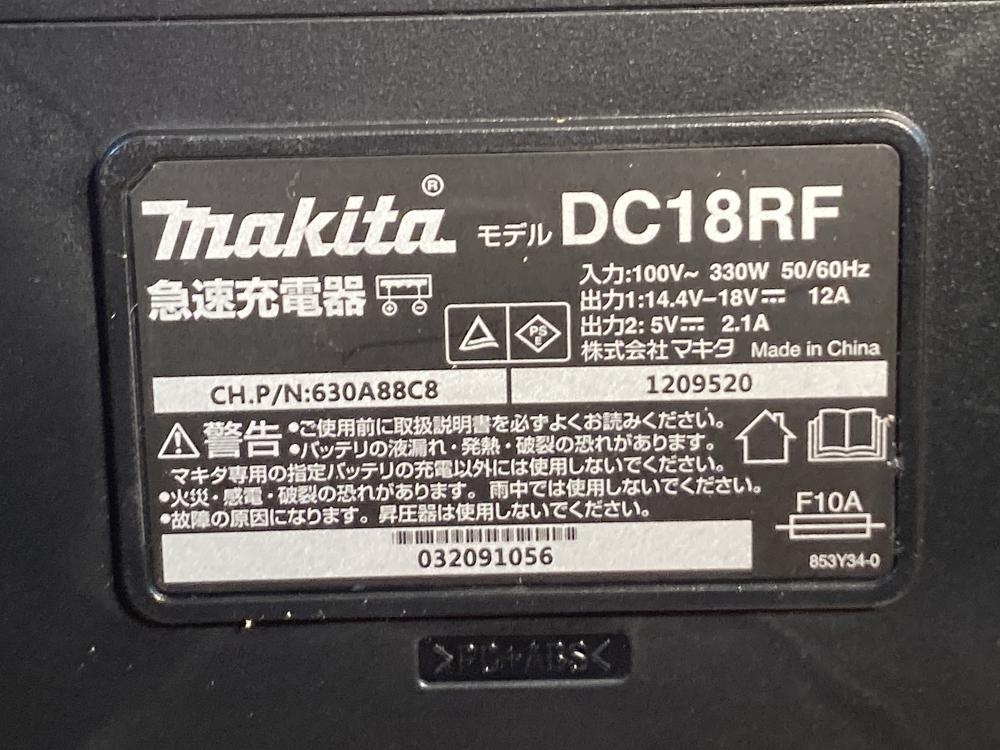 makita® モデル DC18RF
急速充電器
入力:100V~ 330W 50/60Hz
出力1:14.4V-18V⎓ 12A
出力2: 5V⎓ 2.1A
PS
E
株式会社マキタ Made in China
CH.P/N:630A88C8
1209520
⚠警告 •ご使用前に取扱説明書を必ずよくお読みください。
•バッテリの液漏れ・発熱・破裂の恐れがあります。
マキタ専用の指定バッテリの充電以外には使用しないでください。
•火災・感電・破裂の恐れがあります。雨中では使用しないでください。
•故障の原因になります。昇圧器は使用しないでください。
F10A
032091056
853Y34-0
>PC+ABS<